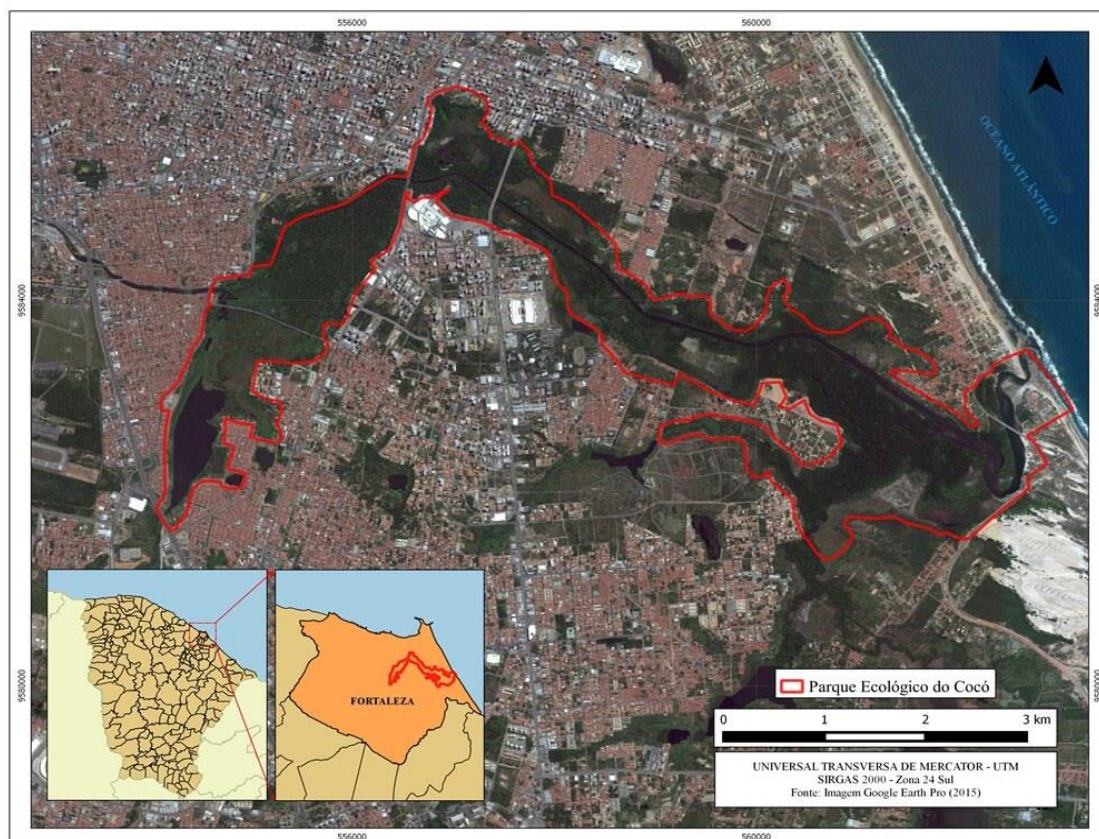 556000
560000
OCEANO ATLÂNTICO
9584000
9584000
FORTALEZA
9580000
9580000
Parque Ecológico do Cocó
0 1 2 3 km
UNIVERSAL TRANSVERSA DE MERCATOR - UTM
SIRGAS 2000 - Zona 24 Sul
Fonte: Imagem Google Earth Pro (2015)
556000
560000